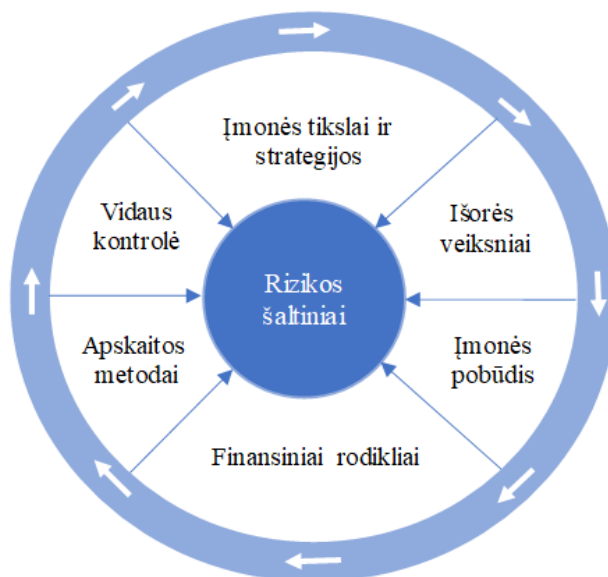 Įmonės tikslai ir
strategijos
Išorės
veiksniai
Įmonės
pobūdis
Finansiniai rodikliai
Apskaitos
metodai
Vidaus
kontrolė
Rizikos
šaltiniai